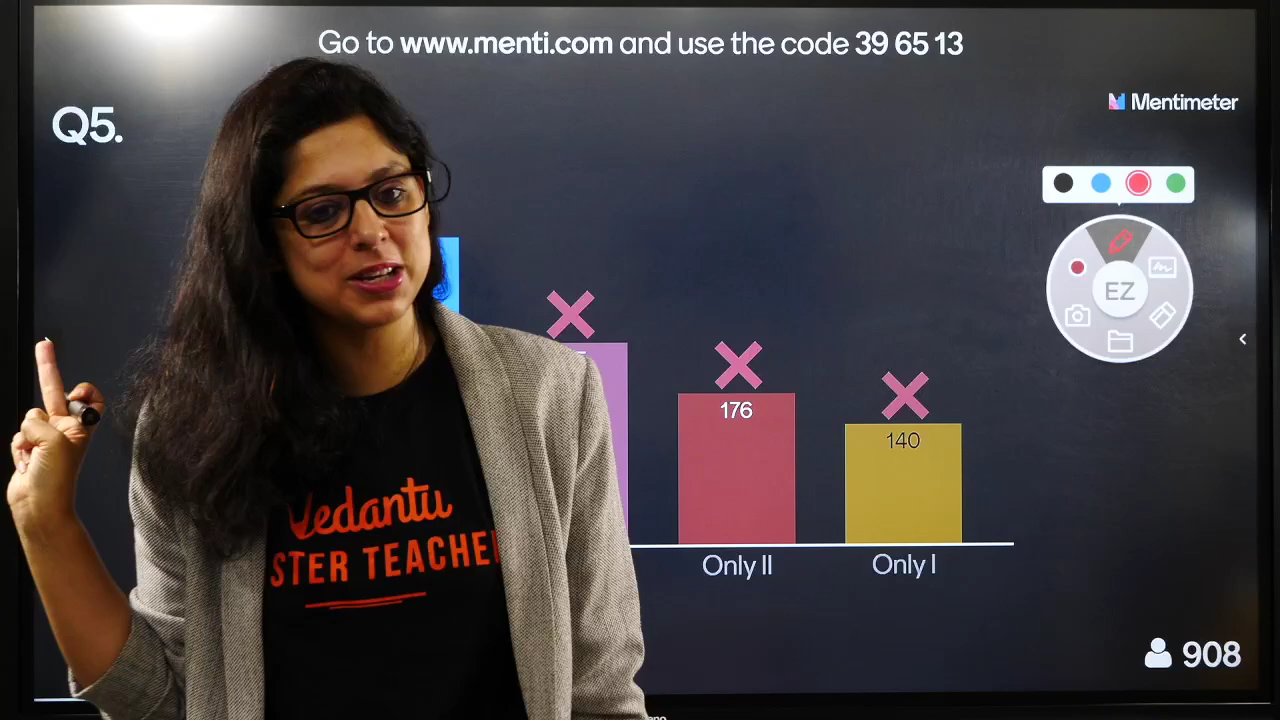 Go to www.menti.com and use the code 39 65 13
Mentimeter
Q5.
EZ
176
140
Vedantu
STER TEACHE
Only II
Only I
908